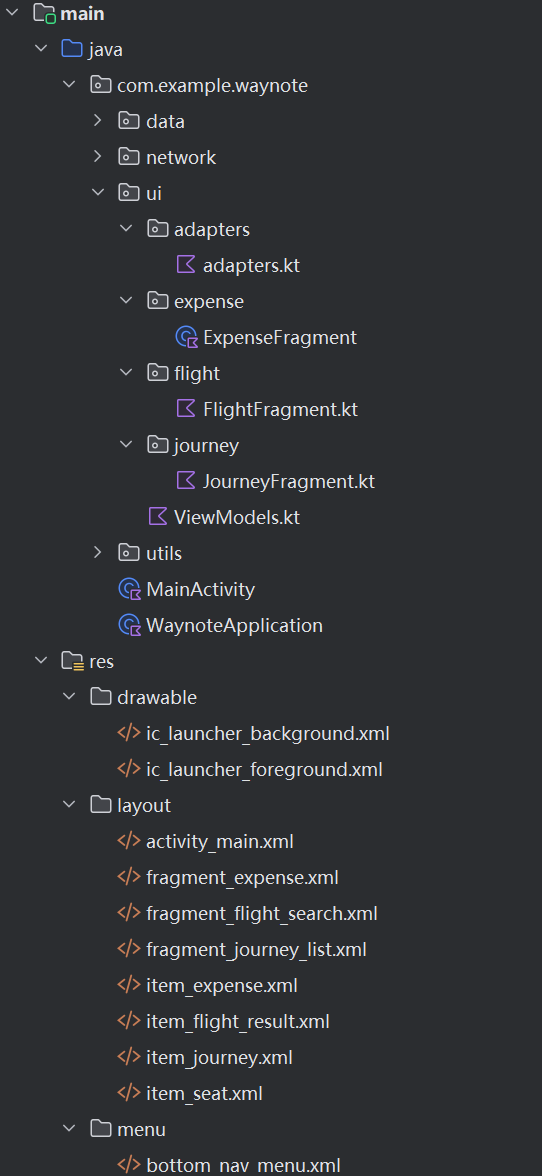 main
java
com.example.waynote
data
network
ui
adapters
adapters.kt
expense
ExpenseFragment
flight
FlightFragment.kt
journey
JourneyFragment.kt
ViewModels.kt
utils
MainActivity
WaynoteApplication
res
drawable
ic_launcher_background.xml
ic_launcher_foreground.xml
layout
activity_main.xml
fragment_expense.xml
fragment_flight_search.xml
fragment_journey_list.xml
item_expense.xml
item_flight_result.xml
item_journey.xml
item_seat.xml
menu
bottom_nav_menu.xml